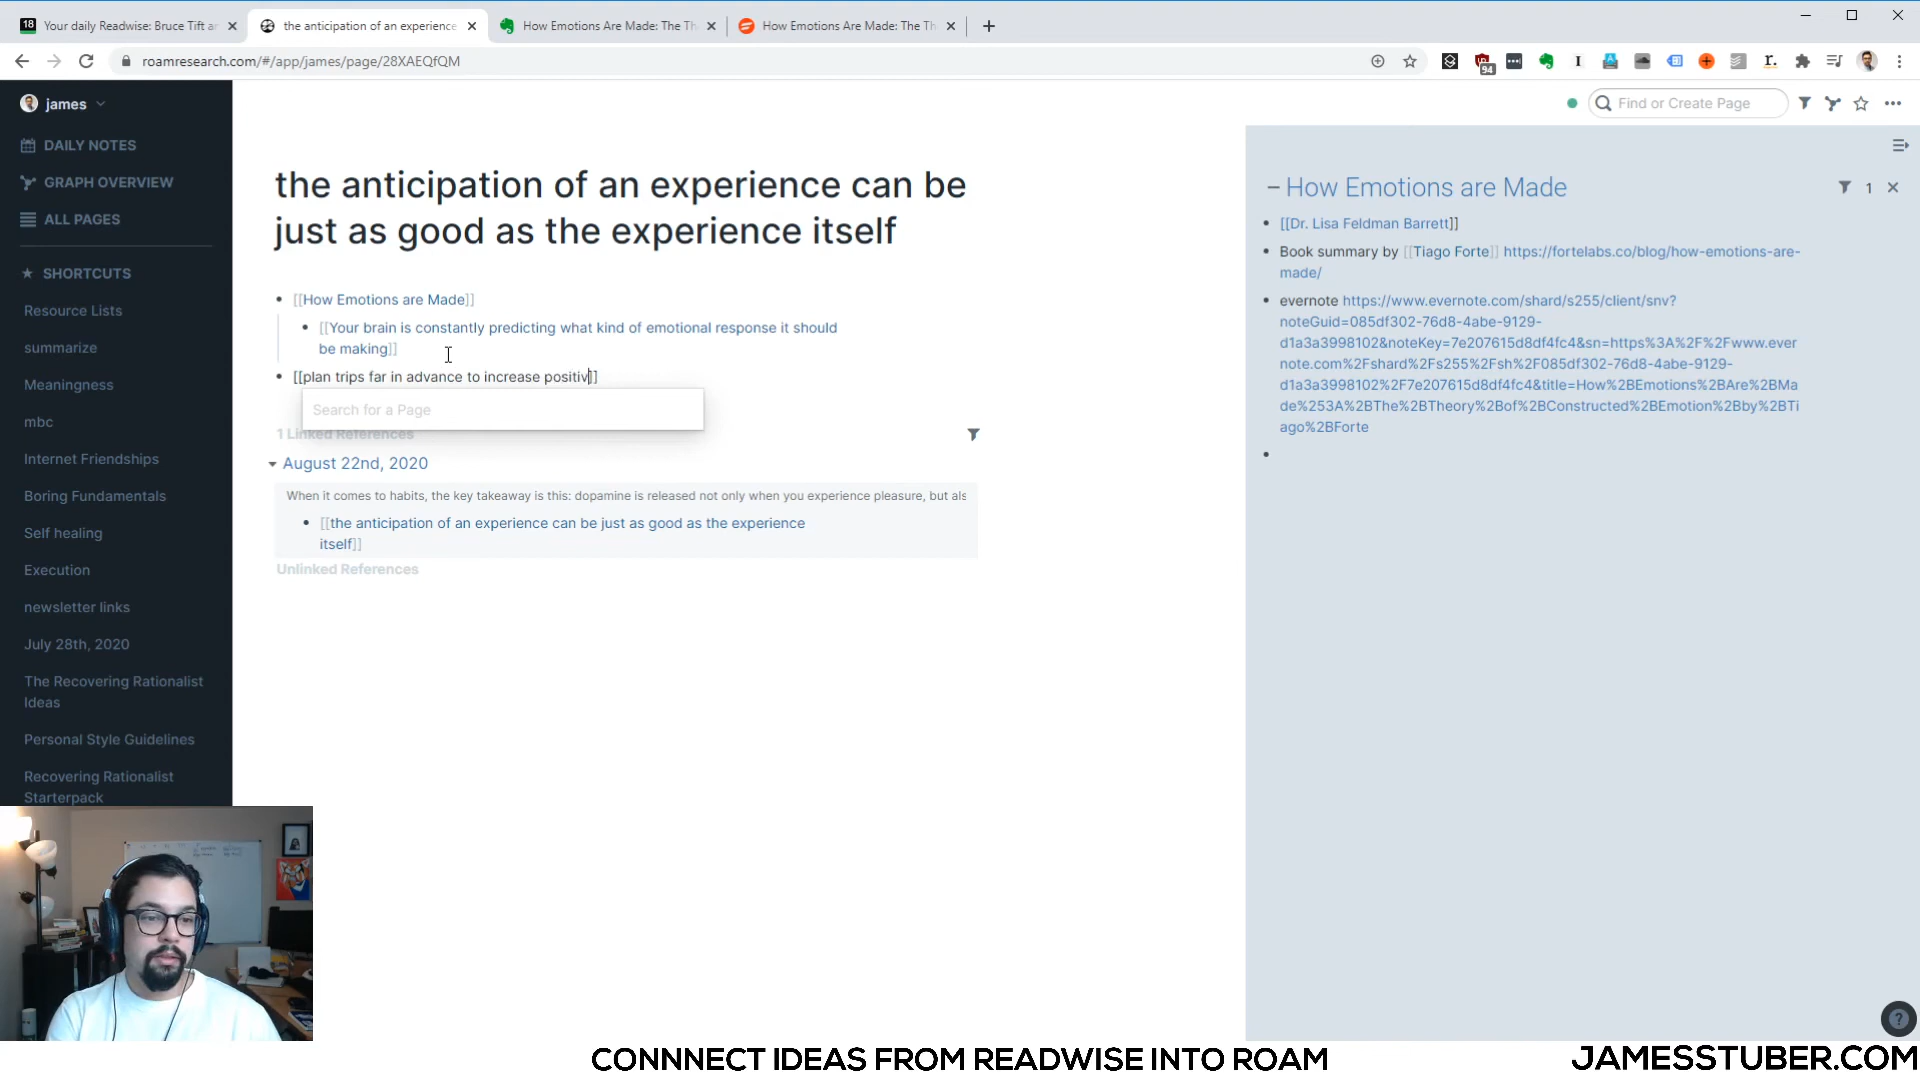 18 Your daily Readwise: Bruce Tift ar
the anticipation of an experience
How Emotions Are Made: The Th
How Emotions Are Made: The Th
roamresearch.com/#/app/james/page/28XAEQfQM
94
james
Find or Create Page
DAILY NOTES
GRAPH OVERVIEW
ALL PAGES
SHORTCUTS
Resource Lists
summarize
Meaningness
mbc
Internet Friendships
Boring Fundamentals
Self healing
Execution
newsletter links
July 28th, 2020
The Recovering Rationalist
Ideas
Personal Style Guidelines
Recovering Rationalist
Starterpack
the anticipation of an experience can be
just as good as the experience itself
[[How Emotions are Made]]
[[Your brain is constantly predicting what kind of emotional response it should
be making]]
[[plan trips far in advance to increase positiv]]
Search for a Page
1 Linked References
August 22nd, 2020
When it comes to habits, the key takeaway is this: dopamine is released not only when you experience pleasure, but als
[[the anticipation of an experience can be just as good as the experience
itself]]
Unlinked References
How Emotions are Made
1
[[Dr. Lisa Feldman Barrett]]
Book summary by [[Tiago Forte]] https://fortelabs.co/blog/how-emotions-are-
made/
evernote https://www.evernote.com/shard/s255/client/snv?
noteGuid=085df302-76d8-4abe-9129-
d1a3a3998102&noteKey=7e207615d8df4fc4&sn=https%3A%2F%2Fwww.ever
note.com%2Fshard%2Fs255%2Fsh%2F085df302-76d8-4abe-9129-
d1a3a3998102%2F7e207615d8df4fc4&title=How%2BEmotions%2BAre%2BMa
de%253A%2BThe%2BTheory%2Bof%2BConstructed%2BEmotion%2Bby%2BTi
ago%2BForte
CONNNECT IDEAS FROM READWISE INTO ROAM
JAMESSTUBER.COM